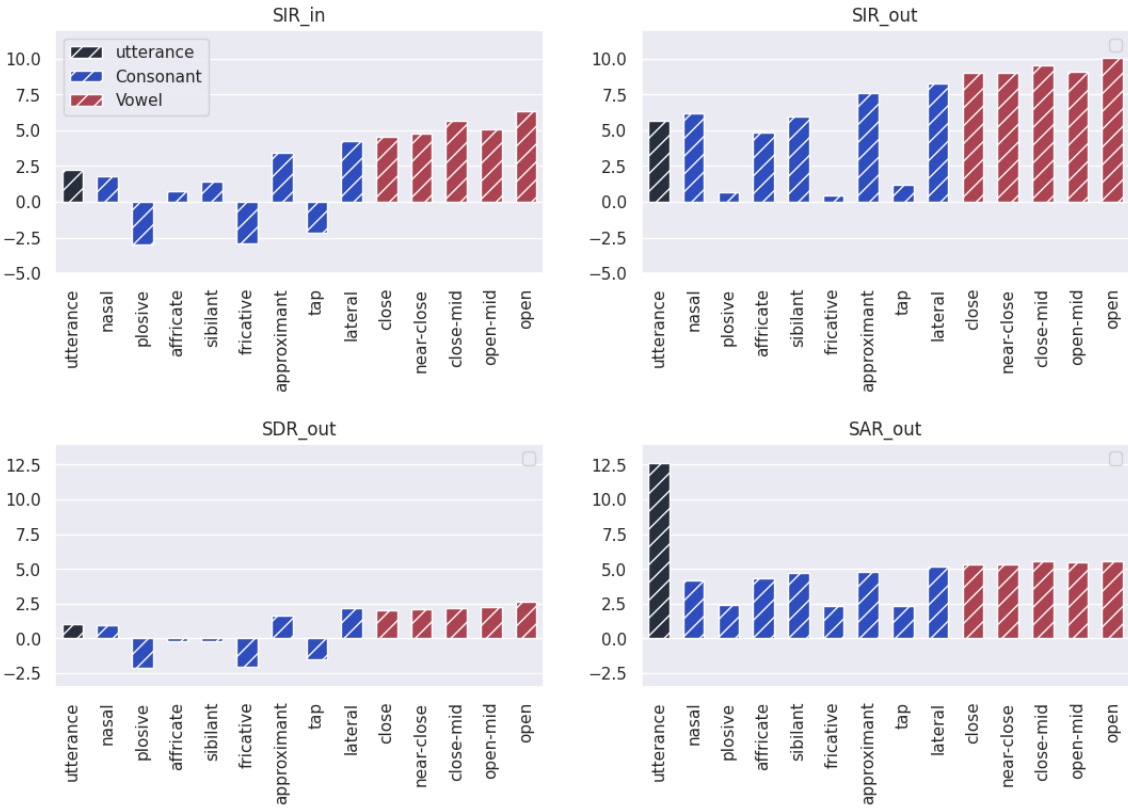 SIR_in
10.0
7.5
5.0
2.5
0.0
−2.5
−5.0
utterance
Consonant
Vowel
utterance nasal plosive affricate sibilant fricative approximant tap lateral close near-close close-mid open-mid open
SIR_out
10.0
7.5
5.0
2.5
0.0
−2.5
−5.0
utterance nasal plosive affricate sibilant fricative approximant tap lateral close near-close close-mid open-mid open
SDR_out
12.5
10.0
7.5
5.0
2.5
0.0
−2.5
utterance nasal plosive affricate sibilant fricative approximant tap lateral close near-close close-mid open-mid open
SAR_out
12.5
10.0
7.5
5.0
2.5
0.0
−2.5
utterance nasal plosive affricate sibilant fricative approximant tap lateral close near-close close-mid open-mid open